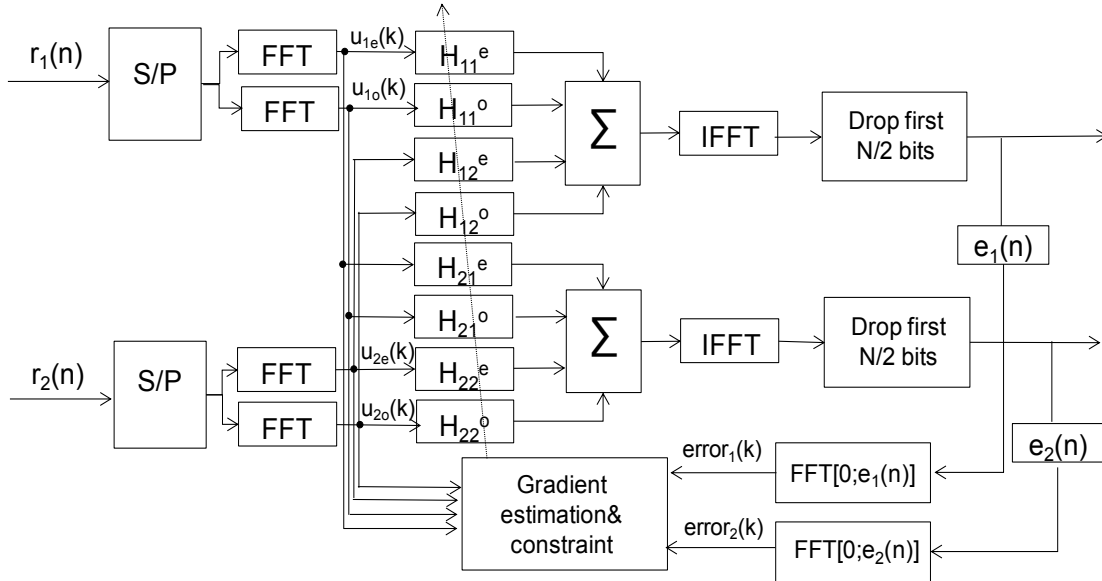 r₁(n)
S/P
FFT
FFT
u₁ₑ(k)
u₁ₒ(k)
H₁₁ᵉ
H₁₁ᵒ
H₁₂ᵉ
H₁₂ᵒ
Σ
IFFT
Drop first
N/2 bits
e₁(n)
r₂(n)
S/P
FFT
FFT
u₂ₑ(k)
u₂ₒ(k)
H₂₁ᵉ
H₂₁ᵒ
H₂₂ᵉ
H₂₂ᵒ
Σ
IFFT
Drop first
N/2 bits
e₂(n)
Gradient
estimation&
constraint
error₁(k)
FFT[0;e₁(n)]
error₂(k)
FFT[0;e₂(n)]